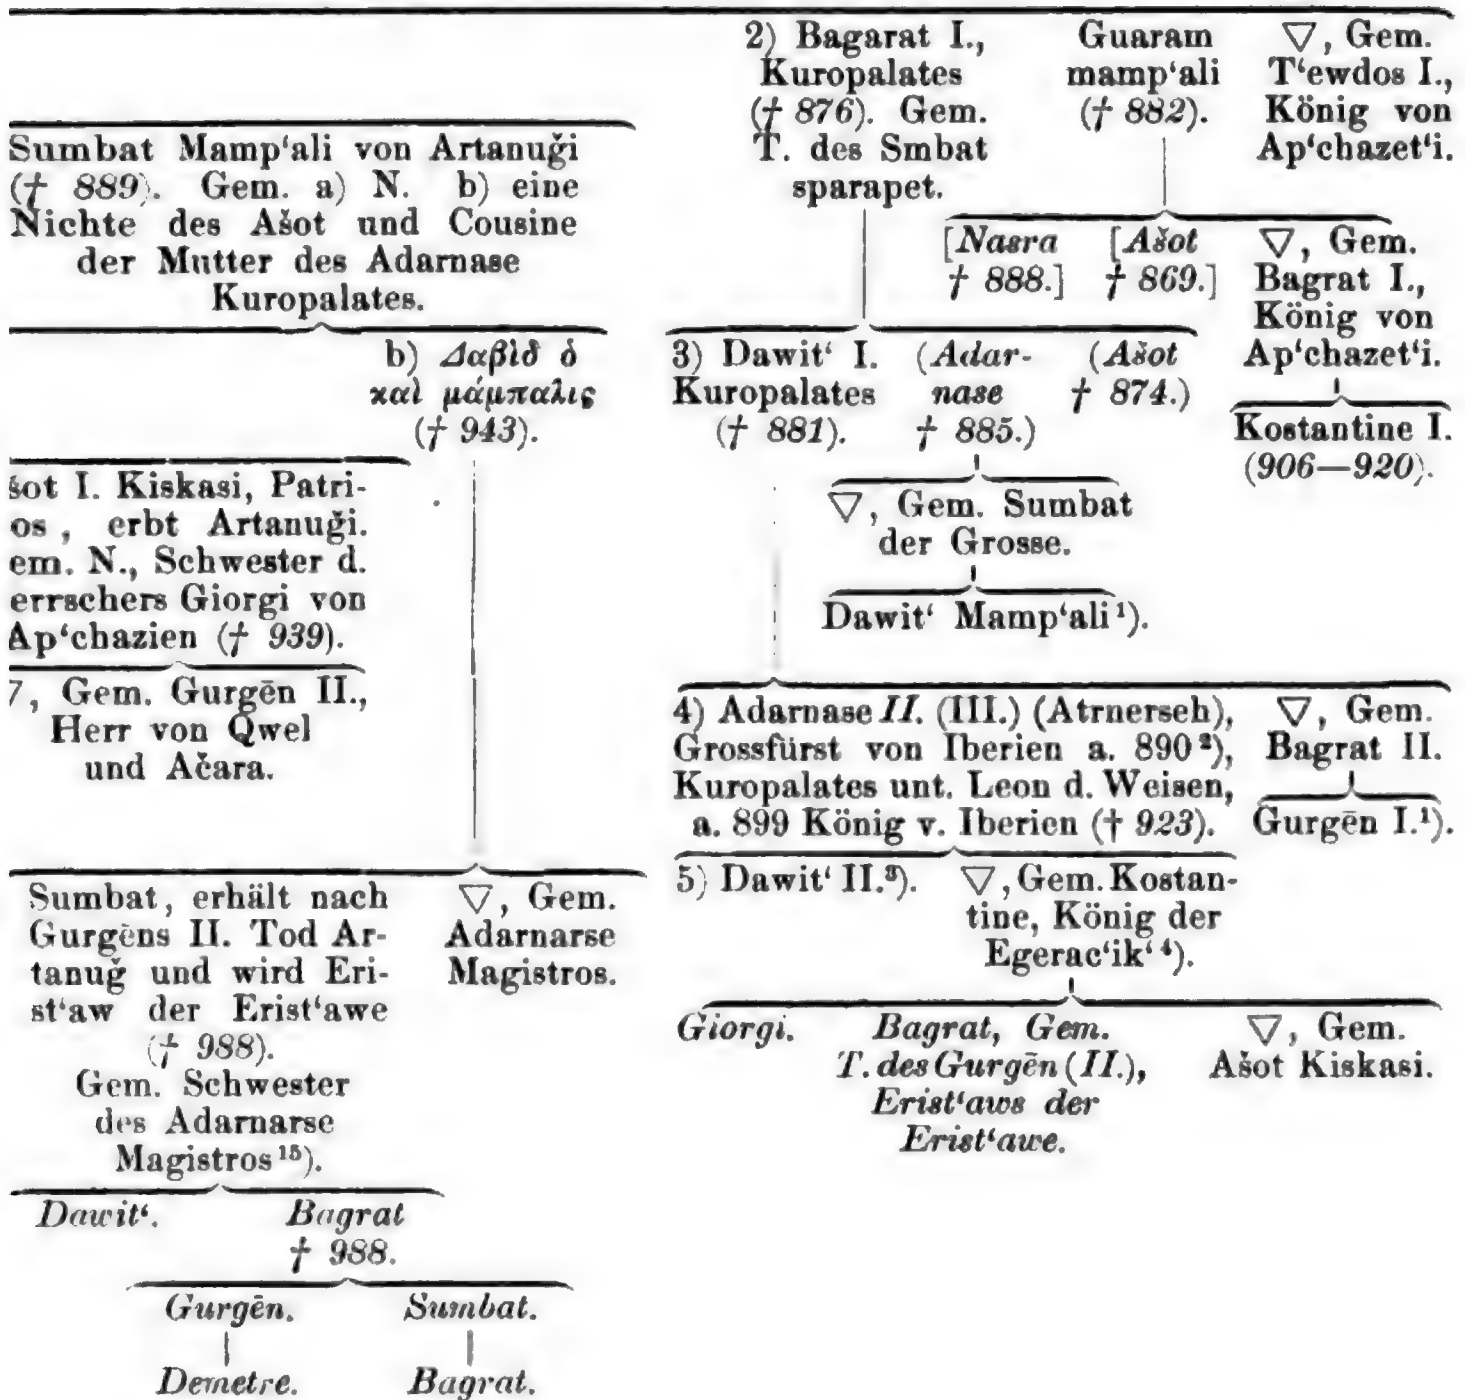 2) Bagarat I.,
Kuropalates
(† 876). Gem.
T. des Smbat
sparapet.
Guaram
mamp‘ali
(† 882).
▽, Gem.
T‘ewdos I.,
König von
Ap‘chazet‘i.
Sumbat Mamp‘ali von Artanuǧi
(† 889). Gem. a) N. b) eine
Nichte des Ašot und Cousine
der Mutter des Adarnase
Kuropalates.
[Nasra
† 888.]
[Ašot
† 869.]
▽, Gem.
Bagrat I.,
König von
Ap‘chazet‘i.
b) Δαβὶδ ὁ
καὶ μάμπαλις
(† 943).
3) Dawit‘ I.
Kuropalates
(† 881).
(Adar-
nase
† 885.)
(Ašot
† 874.)
Kostantine I.
(906—920).
šot I. Kiskasi, Patri-
os, erbt Artanuǧi.
em. N., Schwester d.
errschers Giorgi von
Ap‘chazien († 939).
▽, Gem. Sumbat
der Grosse.
Dawit‘ Mamp‘ali¹).
7, Gem. Gurgēn II.,
Herr von Qwel
und Ačara.
4) Adarnase II. (III.) (Atrnerseh),
Grossfürst von Iberien a. 890²),
Kuropalates unt. Leon d. Weisen,
a. 899 König v. Iberien († 923).
▽, Gem.
Bagrat II.
Gurgēn I.¹).
Sumbat, erhält nach
Gurgēns II. Tod Ar-
tanuǧ und wird Eri-
st‘aw der Erist‘awe
(† 988).
Gem. Schwester
des Adarnarse
Magistros¹⁵).
▽, Gem.
Adarnarse
Magistros.
5) Dawit‘ II.³).
▽, Gem. Kostan-
tine, König der
Egerac‘ik‘⁴).
Giorgi.
Bagrat, Gem.
T. des Gurgēn (II.),
Erist‘aws der
Erist‘awe.
▽, Gem.
Ašot Kiskasi.
Dawit‘.
Bagrat
† 988.
Gurgēn.
Sumbat.
Demetre.
Bagrat.